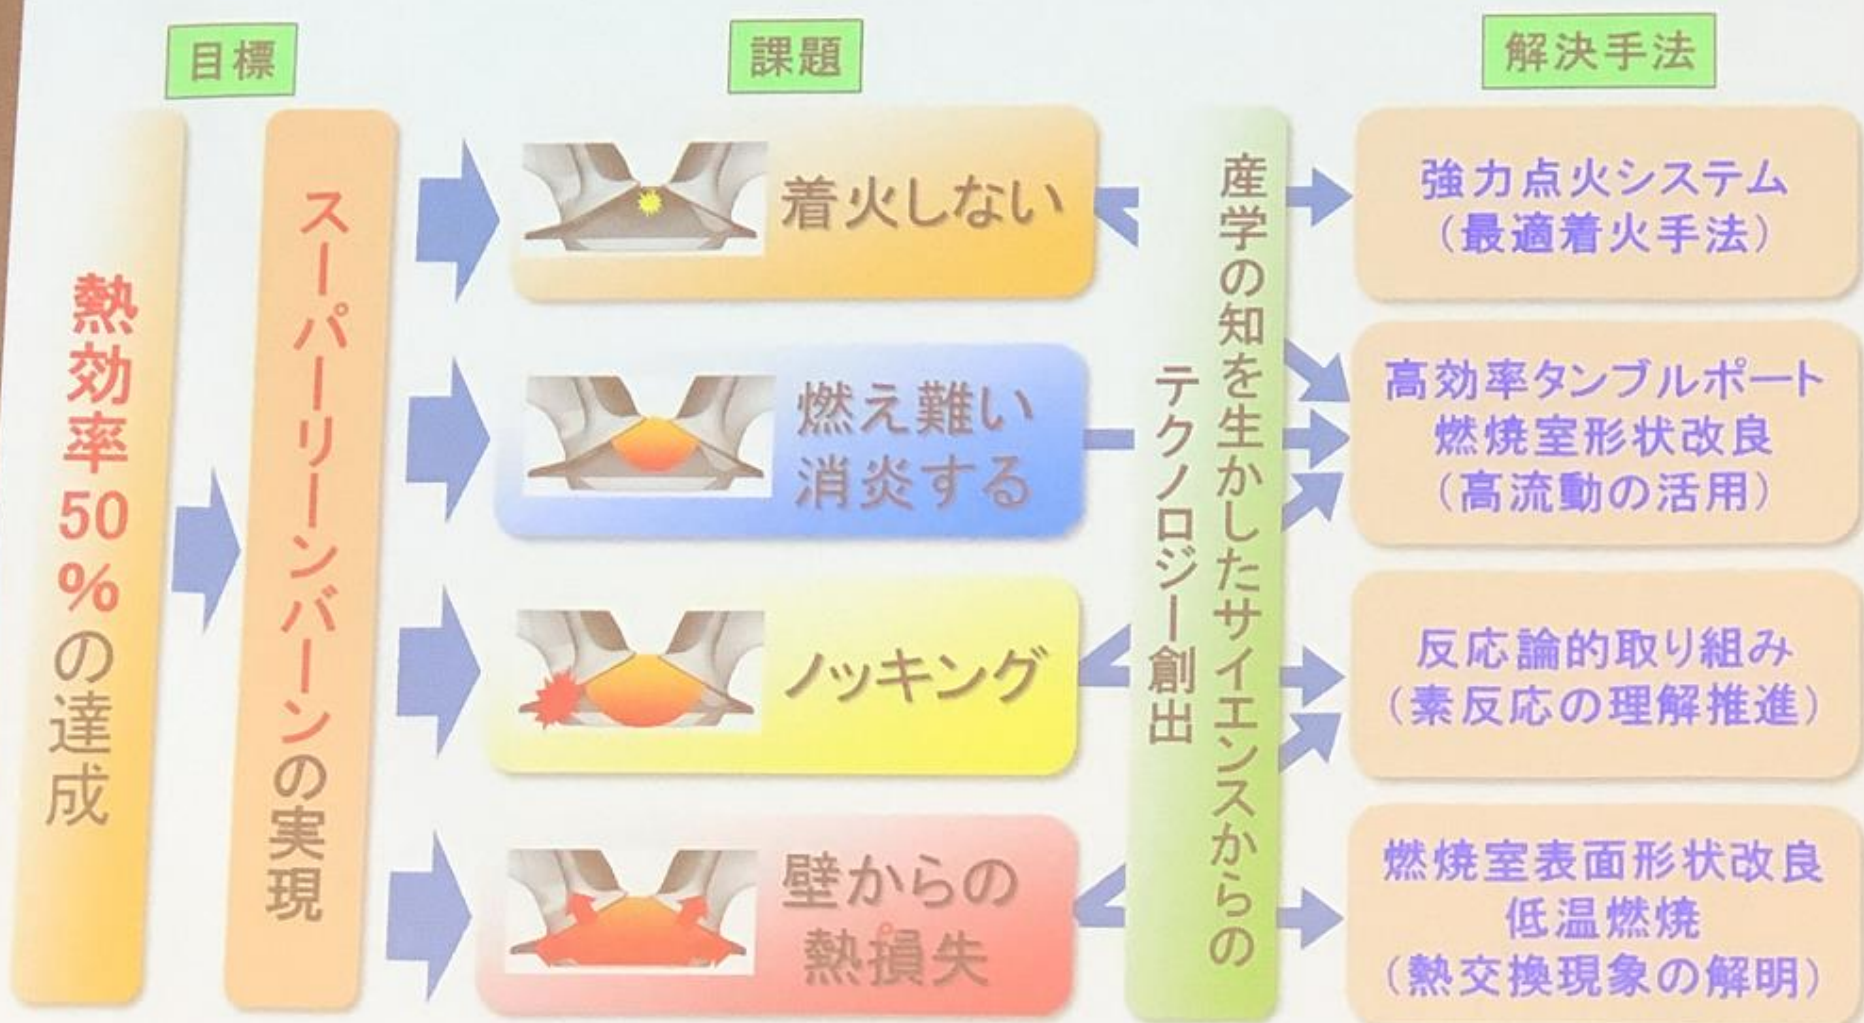 目標
課題
解決手法
熱効率50%の達成
スーパーリーンバーンの実現
着火しない
燃え難い
消炎する
ノッキング
壁からの
熱損失
産学の知を生かしたサイエンスからの
テクノロジー創出
強力点火システム
(最適着火手法)
高効率タンブルポート
燃焼室形状改良
(高流動の活用)
反応論的取り組み
(素反応の理解推進)
燃焼室表面形状改良
低温燃焼
(熱交換現象の解明)